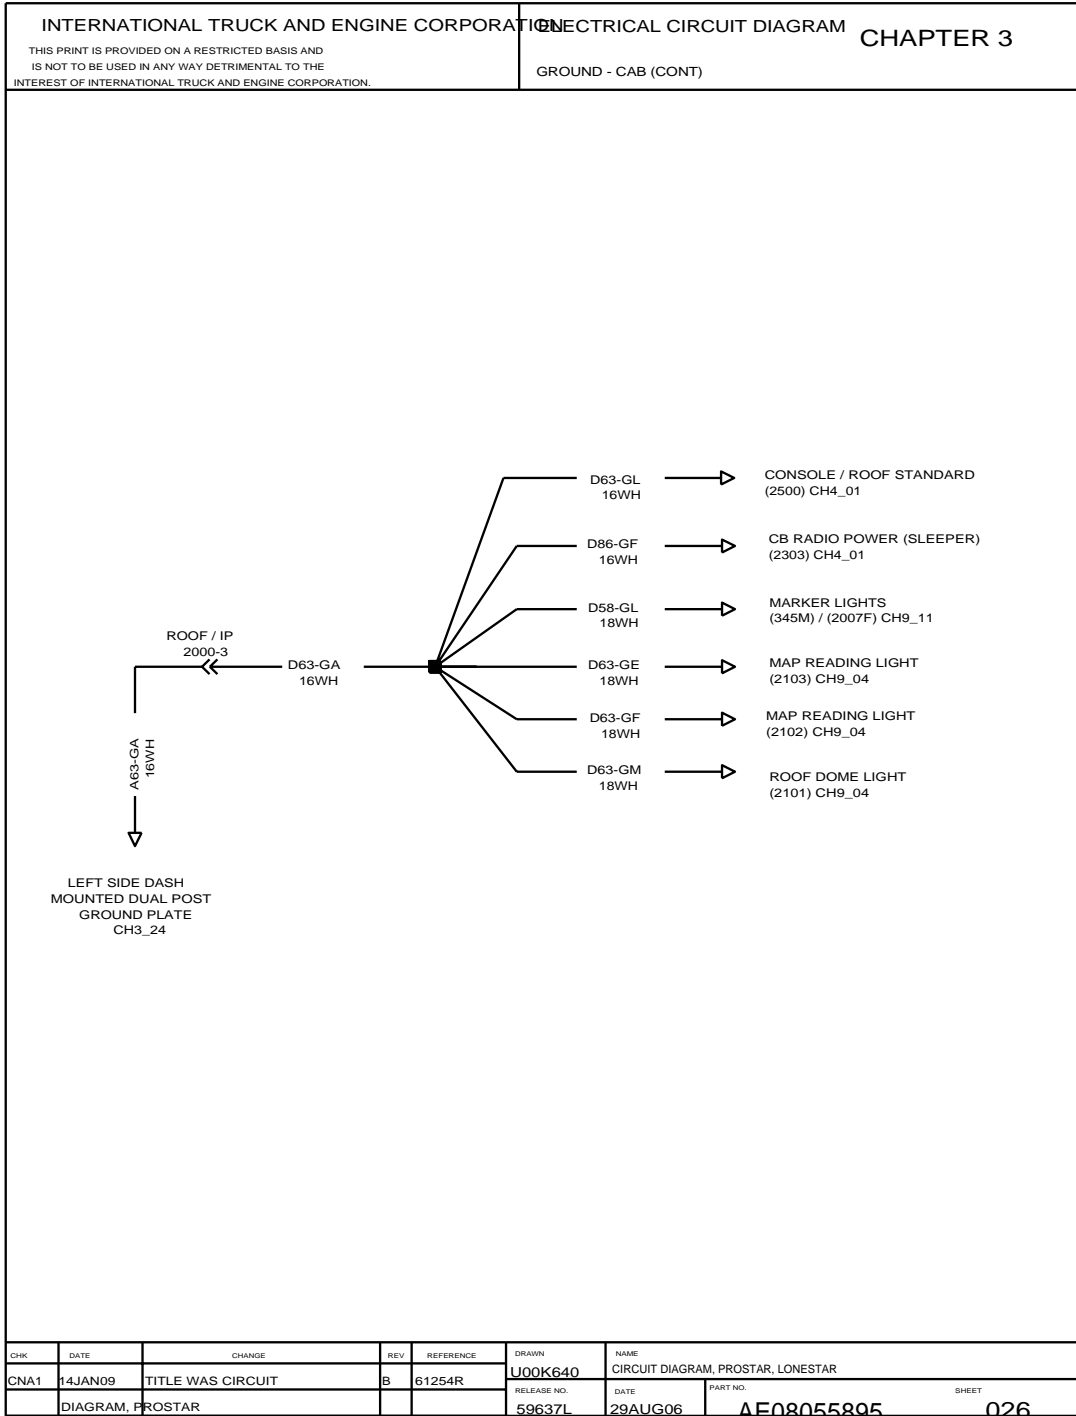 INTERNATIONAL TRUCK AND ENGINE CORPORATION
THIS PRINT IS PROVIDED ON A RESTRICTED BASIS AND
IS NOT TO BE USED IN ANY WAY DETRIMENTAL TO THE
INTEREST OF INTERNATIONAL TRUCK AND ENGINE CORPORATION.
ELECTRICAL CIRCUIT DIAGRAM
CHAPTER 3
GROUND - CAB (CONT)
D63-GL
16WH
CONSOLE / ROOF STANDARD
(2500) CH4_01
D86-GF
16WH
CB RADIO POWER (SLEEPER)
(2303) CH4_01
D58-GL
18WH
MARKER LIGHTS
(345M) / (2007F) CH9_11
ROOF / IP
2000-3
D63-GA
16WH
D63-GE
18WH
MAP READING LIGHT
(2103) CH9_04
D63-GF
18WH
MAP READING LIGHT
(2102) CH9_04
D63-GM
18WH
ROOF DOME LIGHT
(2101) CH9_04
A63-GA
16WH
LEFT SIDE DASH
MOUNTED DUAL POST
GROUND PLATE
CH3_24
CHK DATE CHANGE REV REFERENCE
CNA1 14JAN09 TITLE WAS CIRCUIT B 61254R
DIAGRAM, PROSTAR
DRAWN
U00K640
NAME
CIRCUIT DIAGRAM, PROSTAR, LONESTAR
RELEASE NO.
59637L
DATE
29AUG06
PART NO.
AE08055895
SHEET
026